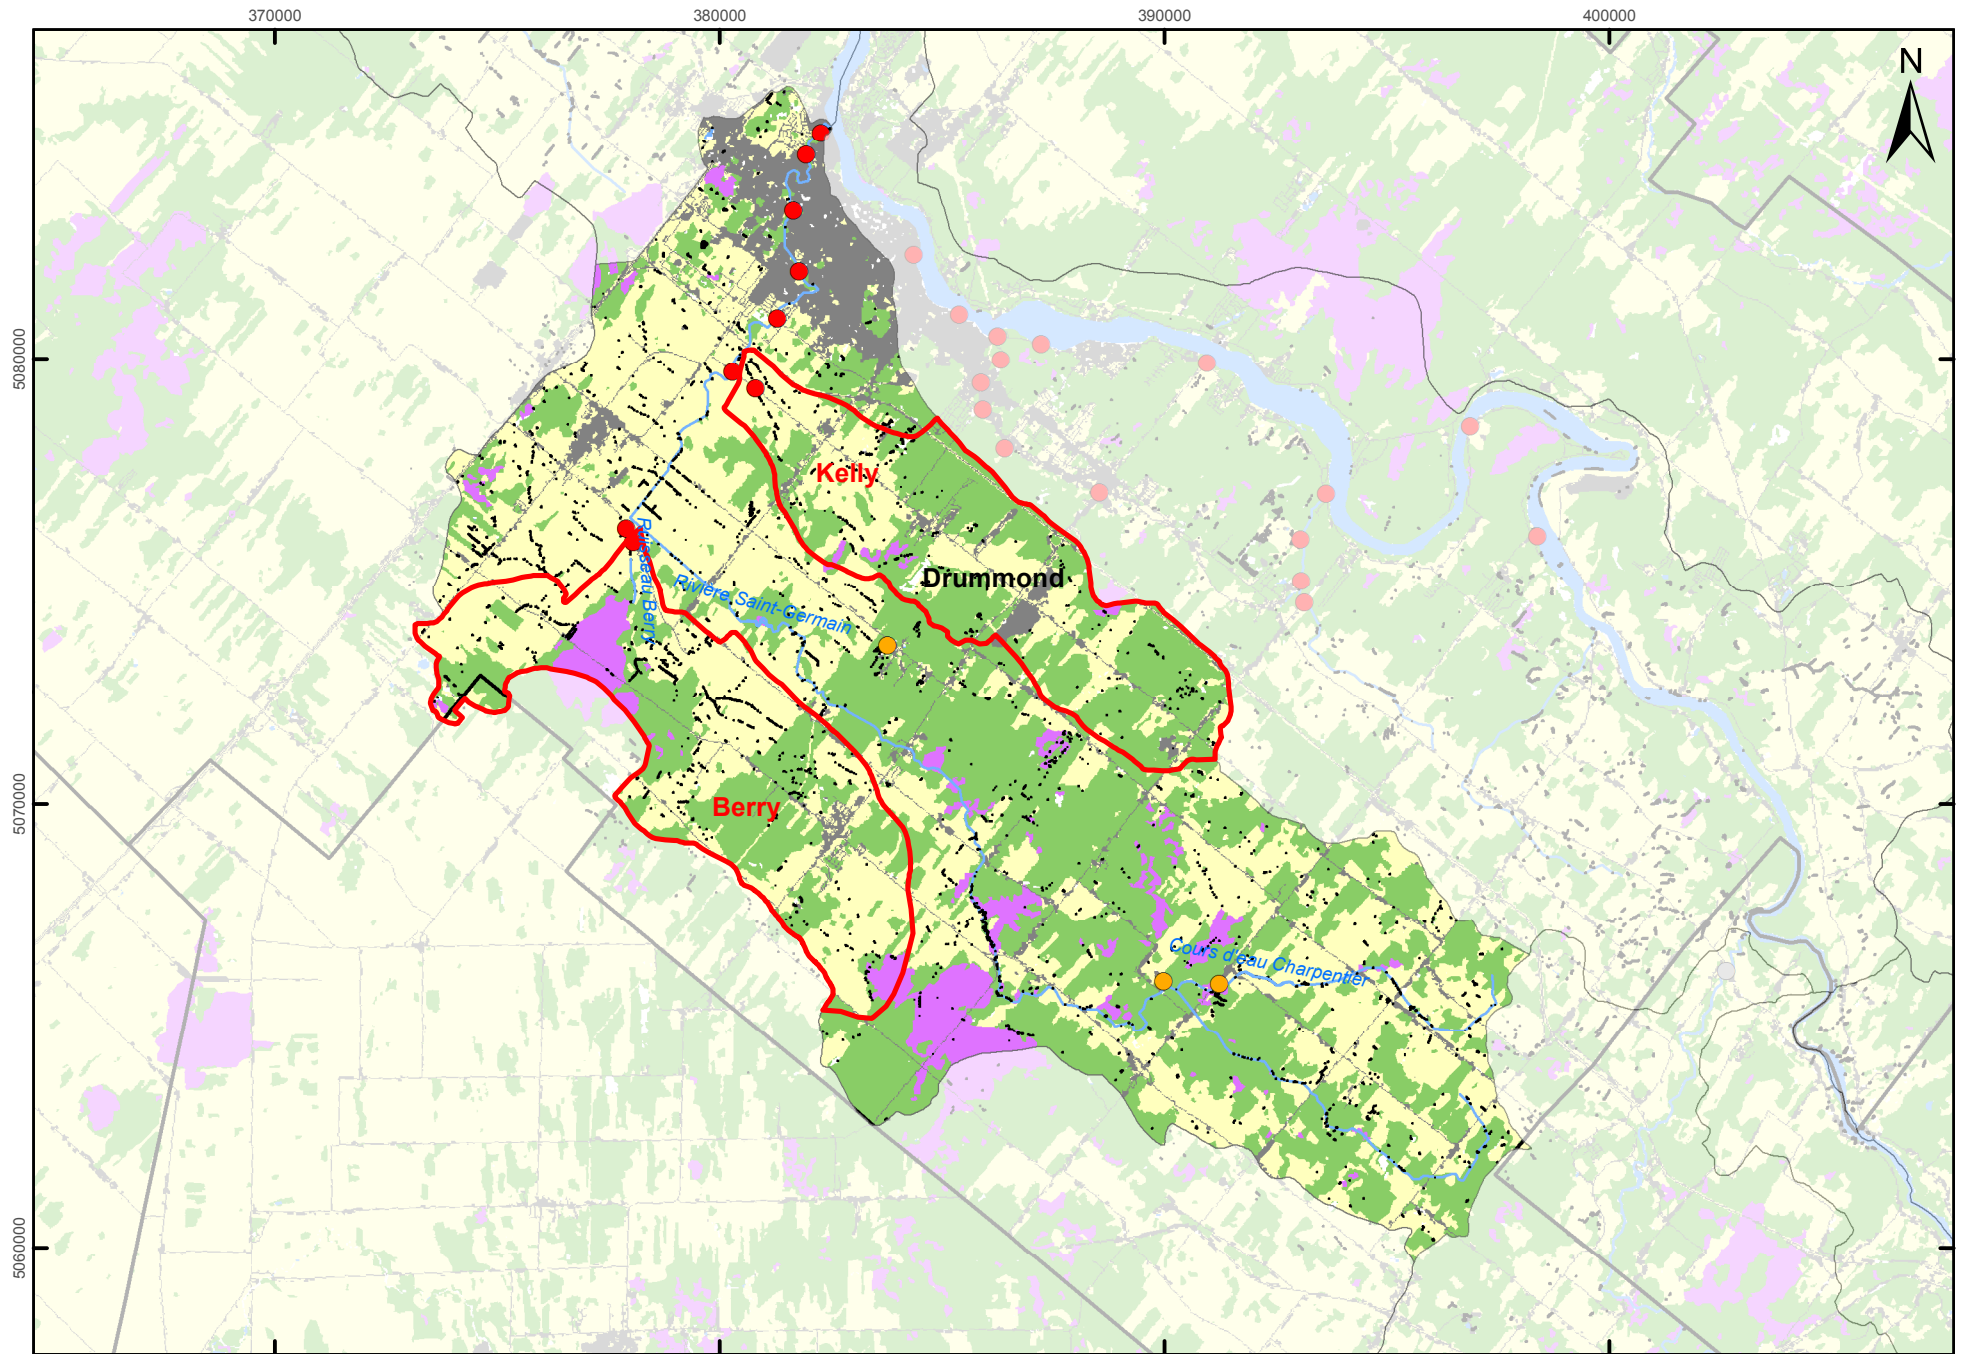 370000
380000
390000
400000
N
5080000
Kelly
Drummond
Ruisseau Berry
Rivière Saint-Germain
5070000
Berry
Cours d'eau Charpentier
5060000